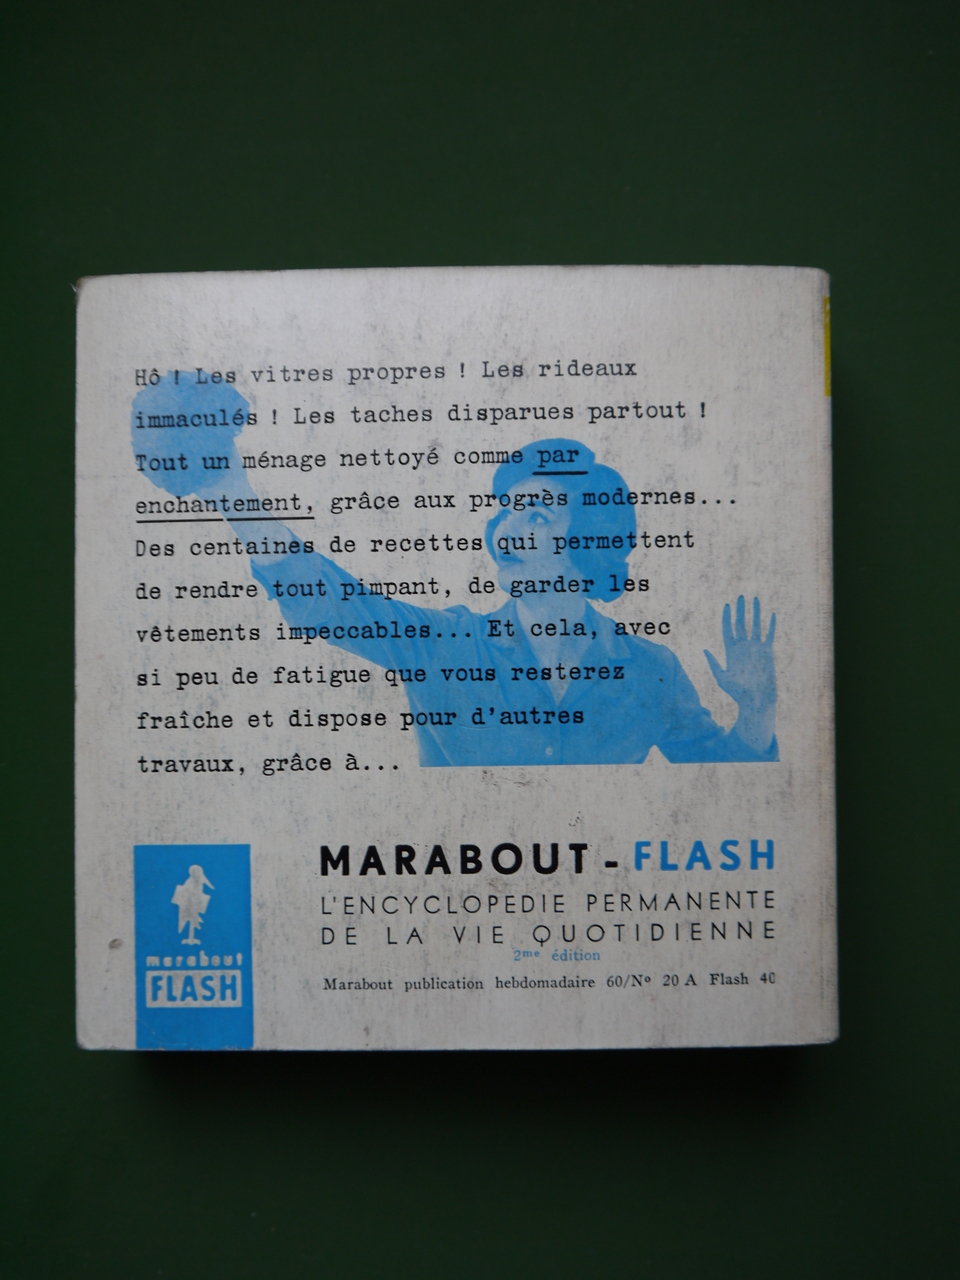 Hô ! Les vitres propres ! Les rideaux
immaculés ! Les taches disparues partout !
Tout un ménage nettoyé comme par
enchantement, grâce aux progrès modernes...
Des centaines de recettes qui permettent
de rendre tout pimpant, de garder les
vêtements impeccables... Et cela, avec
si peu de fatigue que vous resterez
fraîche et dispose pour d'autres
travaux, grâce à...
MARABOUT - FLASH
L'ENCYCLOPEDIE PERMANENTE
DE LA VIE QUOTIDIENNE
2me édition
Marabout publication hebdomadaire 60/No 20 A Flash 40
marabout
FLASH